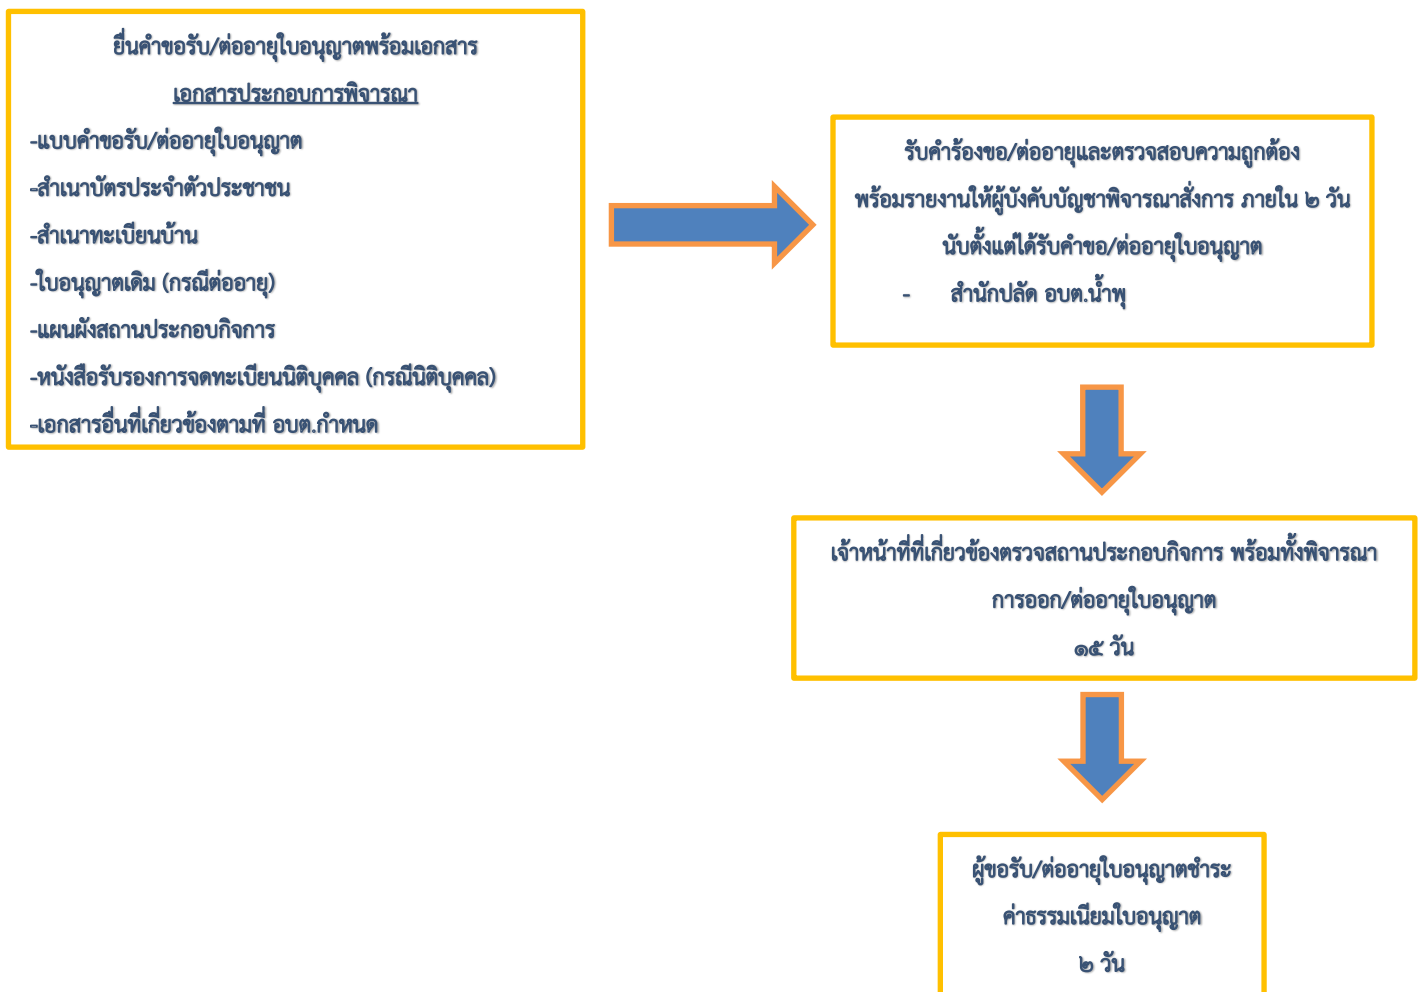 ยื่นคำขอรับ/ต่ออายุใบอนุญาตพร้อมเอกสาร
เอกสารประกอบการพิจารณา
-แบบคำขอรับ/ต่ออายุใบอนุญาต
-สำเนาบัตรประจำตัวประชาชน
-สำเนาทะเบียนบ้าน
-ใบอนุญาตเดิม (กรณีต่ออายุ)
-แผนผังสถานประกอบกิจการ
-หนังสือรับรองการจดทะเบียนนิติบุคคล (กรณีนิติบุคคล)
-เอกสารอื่นที่เกี่ยวข้องตามที่ อบต.กำหนด
รับคำร้องขอ/ต่ออายุและตรวจสอบความถูกต้อง
พร้อมรายงานให้ผู้บังคับบัญชาพิจารณาสั่งการ ภายใน ๒ วัน
นับตั้งแต่ได้รับคำขอ/ต่ออายุใบอนุญาต
- สำนักปลัด อบต.น้ำพุ
เจ้าหน้าที่ที่เกี่ยวข้องตรวจสถานประกอบกิจการ พร้อมทั้งพิจารณา
การออก/ต่ออายุใบอนุญาต
๑๕ วัน
ผู้ขอรับ/ต่ออายุใบอนุญาตชำระ
ค่าธรรมเนียมใบอนุญาต
๒ วัน